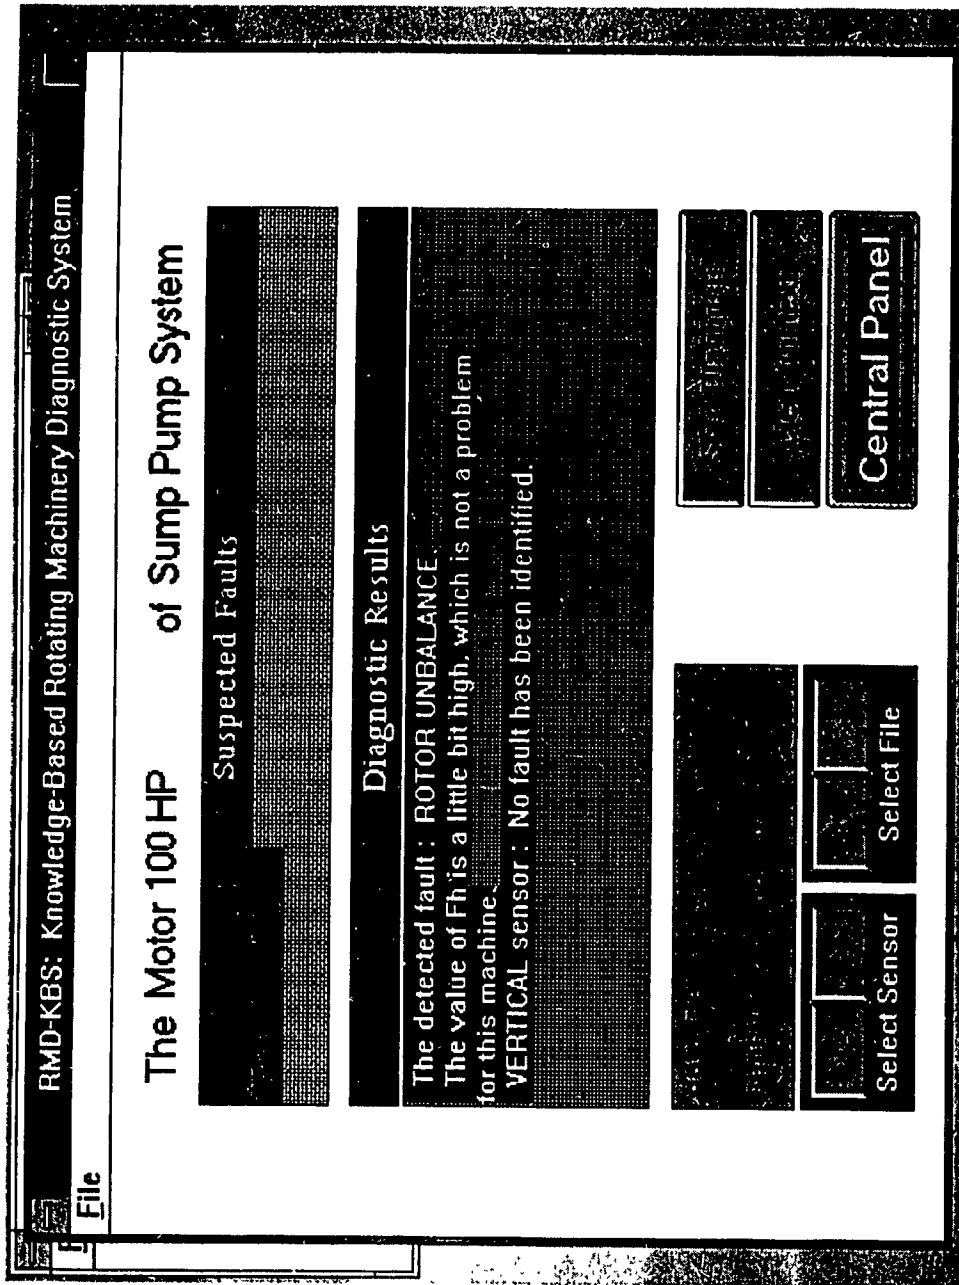 RMD-KBS: Knowledge-Based Rotating Machinery Diagnostic System
File
The Motor 100 HP of Sump Pump System
Suspected Faults
Diagnostic Results
The detected fault : ROTOR UNBALANCE.
The value of Fh is a little bit high, which is not a problem
for this machine.
VERTICAL sensor : No fault has been identified.
Select Sensor
Select File
Central Panel